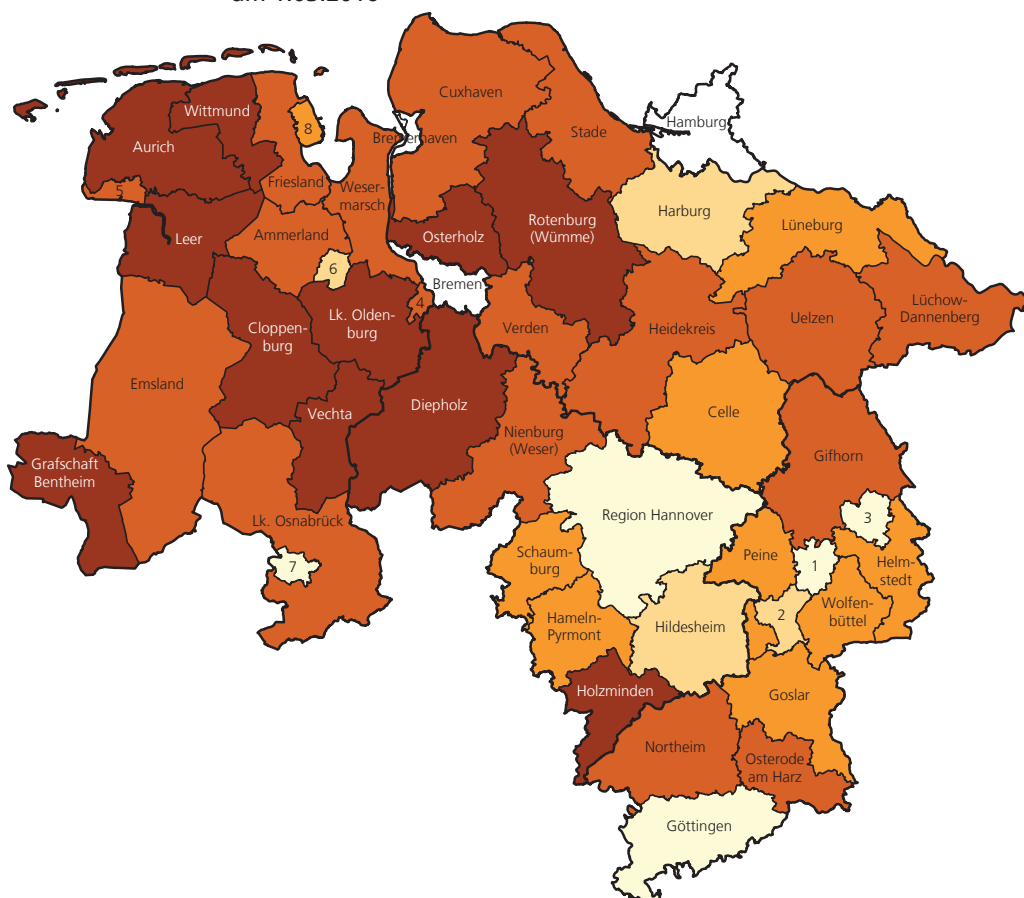 Cuxhaven
Wittmund
Hamburg
8
Stade
Bremerhaven
Aurich
Friesland
5
Weser-
marsch
Harburg
Rotenburg
(Wümme)
Lüneburg
Ammerland
Osterholz
Leer
6
Bremen
4
Lk. Olden-
burg
Lüchow-
Dannenberg
Uelzen
Verden
Heidekreis
Cloppen-
burg
Emsland
Diepholz
Vechta
Celle
Nienburg
(Weser)
Gifhorn
Grafschaft
Bentheim
Region Hannover
3
Lk. Osnabrück
Peine
Schaum-
burg
7
1
Helm-
stedt
Wolfen-
büttel
2
Hameln-
Pyrmont
Hildesheim
Holzminden
Goslar
Northeim
Osterode
am Harz
Göttingen